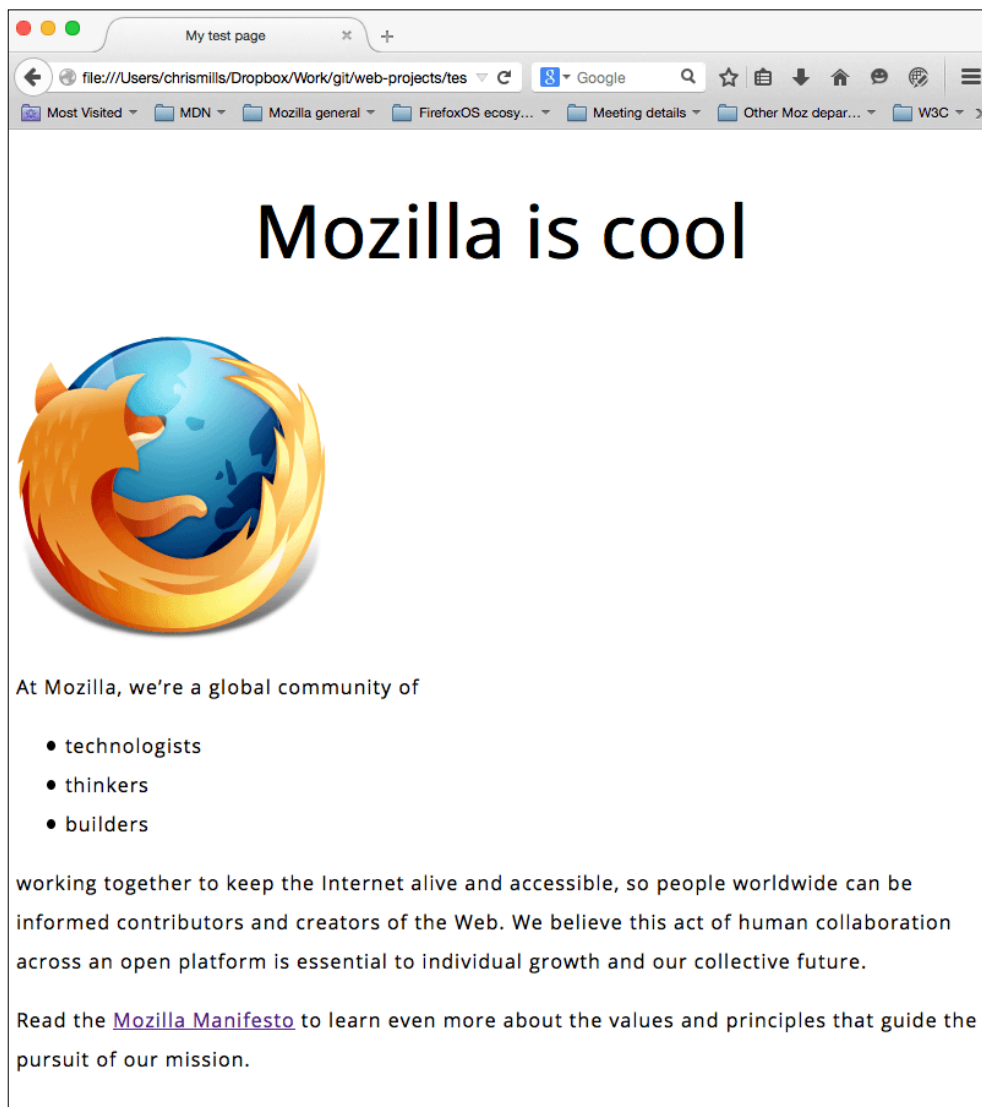 My test page
file:///Users/chrismills/Dropbox/Work/git/web-projects/tes
8 Google
Most Visited MDN Mozilla general FirefoxOS ecosy... Meeting details Other Moz depar... W3C
Mozilla is cool
At Mozilla, we’re a global community of
• technologists
• thinkers
• builders
working together to keep the Internet alive and accessible, so people worldwide can be
informed contributors and creators of the Web. We believe this act of human collaboration
across an open platform is essential to individual growth and our collective future.
Read the Mozilla Manifesto to learn even more about the values and principles that guide the
pursuit of our mission.